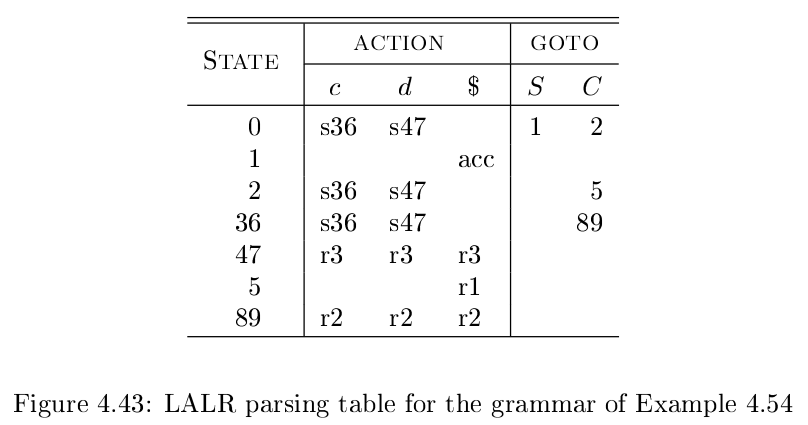 STATE ACTION GOTO
c d $ S C
0 s36 s47 1 2
1 acc
2 s36 s47 5
36 s36 s47 89
47 r3 r3 r3
5 r1
89 r2 r2 r2
Figure 4.43: LALR parsing table for the grammar of Example 4.54